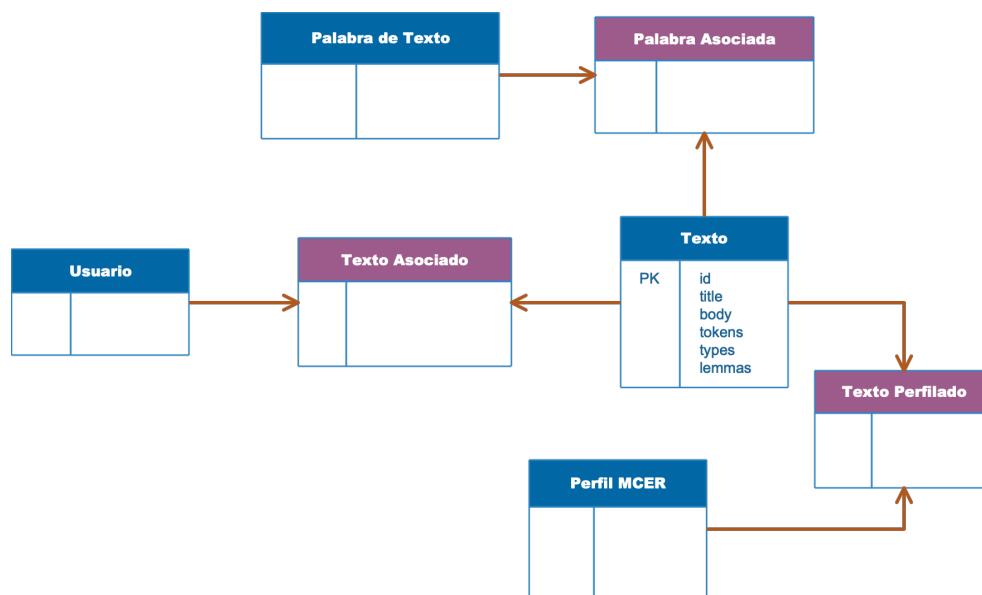 Palabra de Texto
Palabra Asociada
Texto
Usuario
Texto Asociado
PK
id
title
body
tokens
types
lemmas
Texto Perfilado
Perfil MCER